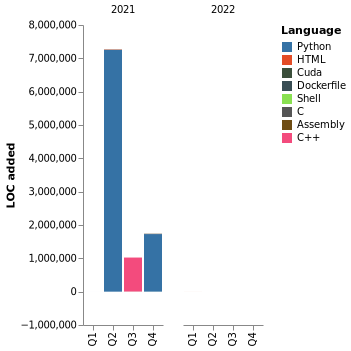 2021
2022
LOC added
8,000,000
7,000,000
6,000,000
5,000,000
4,000,000
3,000,000
2,000,000
1,000,000
0
−1,000,000
Q1
Q2
Q3
Q4
Q1
Q2
Q3
Q4
Language
Python
HTML
Cuda
Dockerfile
Shell
C
Assembly
C++